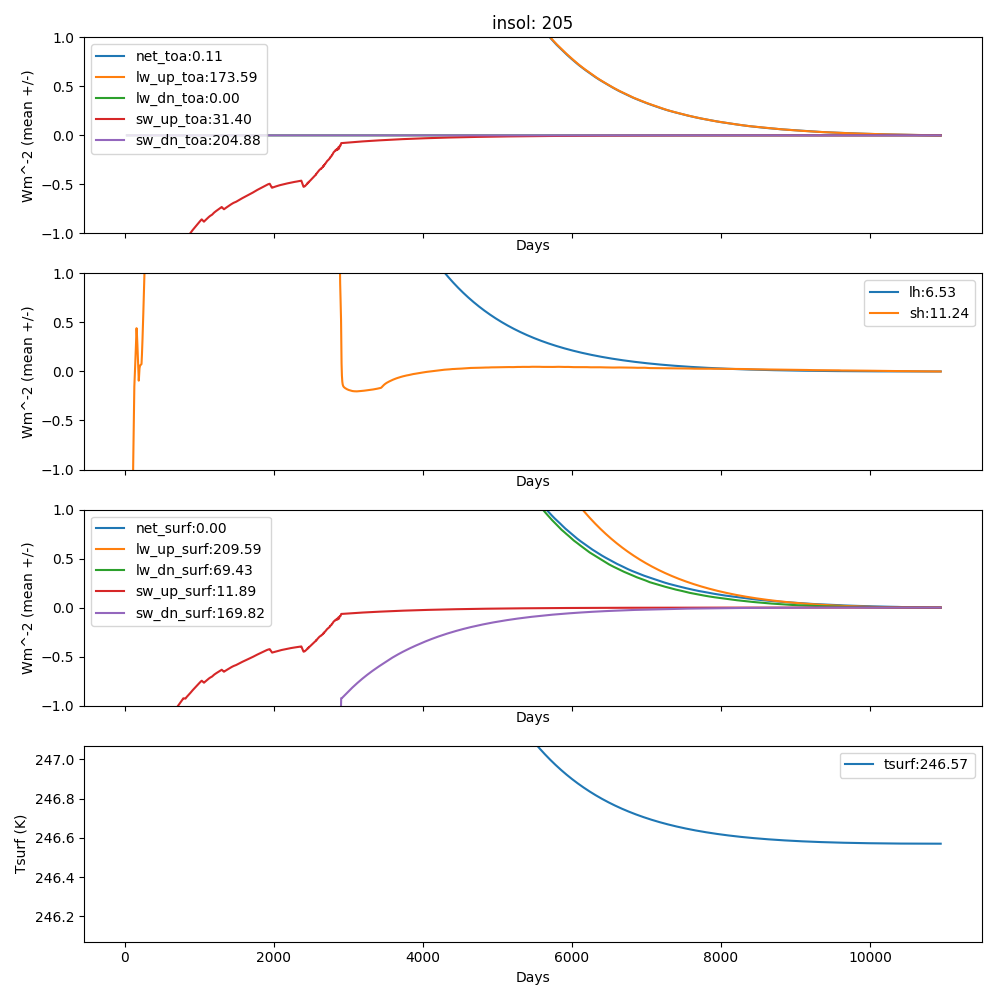 insol: 205
1.0
0.5
0.0
−0.5
−1.0
Wm^-2 (mean +/-)
net_toa:0.11
lw_up_toa:173.59
lw_dn_toa:0.00
sw_up_toa:31.40
sw_dn_toa:204.88
Days
1.0
0.5
0.0
−0.5
−1.0
Wm^-2 (mean +/-)
lh:6.53
sh:11.24
Days
1.0
0.5
0.0
−0.5
−1.0
Wm^-2 (mean +/-)
net_surf:0.00
lw_up_surf:209.59
lw_dn_surf:69.43
sw_up_surf:11.89
sw_dn_surf:169.82
Days
247.0
246.8
246.6
246.4
246.2
Tsurf (K)
tsurf:246.57
0 2000 4000 6000 8000 10000
Days